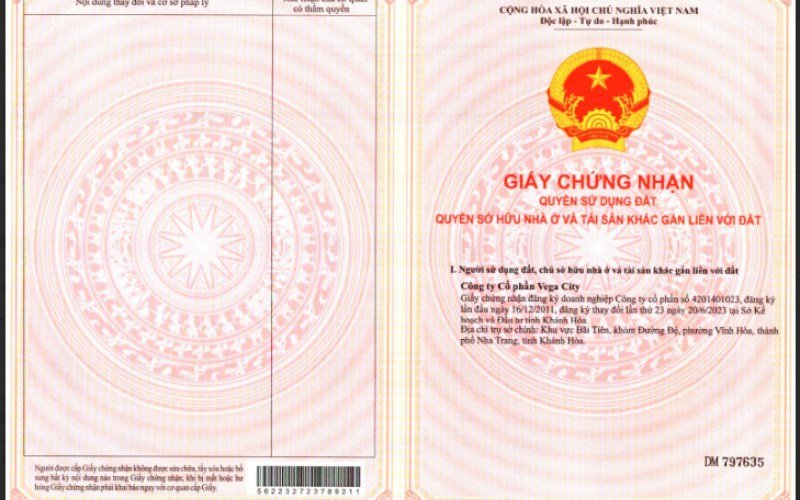 Nội dung thay đổi và cơ sở pháp lý
Xác nhận của cơ quan
có thẩm quyền
Người được cấp Giấy chứng nhận không được sửa chữa, tẩy xóa hoặc bổ
sung bất kỳ nội dung nào trong Giấy chứng nhận; khi bị mất hoặc hư
hỏng Giấy chứng nhận phải khai báo ngay với cơ quan cấp Giấy.
562232723789211
CỘNG HÒA XÃ HỘI CHỦ NGHĨA VIỆT NAM
Độc lập - Tự do - Hạnh phúc
GIẤY CHỨNG NHẬN
QUYỀN SỬ DỤNG ĐẤT
QUYỀN SỞ HỮU NHÀ Ở VÀ TÀI SẢN KHÁC GẮN LIỀN VỚI ĐẤT
I. Người sử dụng đất, chủ sở hữu nhà ở và tài sản khác gắn liền với đất
Công ty Cổ phần Vega City
Giấy chứng nhận đăng ký doanh nghiệp Công ty cổ phần số 4201401023, đăng ký
lần đầu ngày 16/12/2011, đăng ký thay đổi lần thứ 23 ngày 20/6/2023 tại Sở Kế
hoạch và Đầu tư tỉnh Khánh Hòa.
Địa chỉ trụ sở chính: Khu vực Bãi Tiên, khóm Đường Đệ, phường Vĩnh Hòa, thành
phố Nha Trang, tỉnh Khánh Hòa.
DM 797635